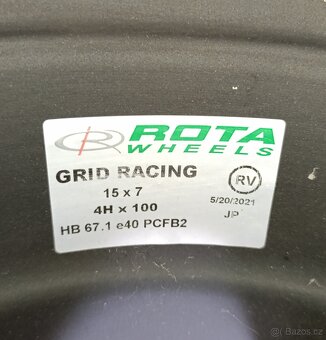 ROTA
WHEELS
GRID RACING
15 x 7
4H x 100
HB 67.1 e40 PCFB2
RV
5/20/2021
JP
©Bazos.cz